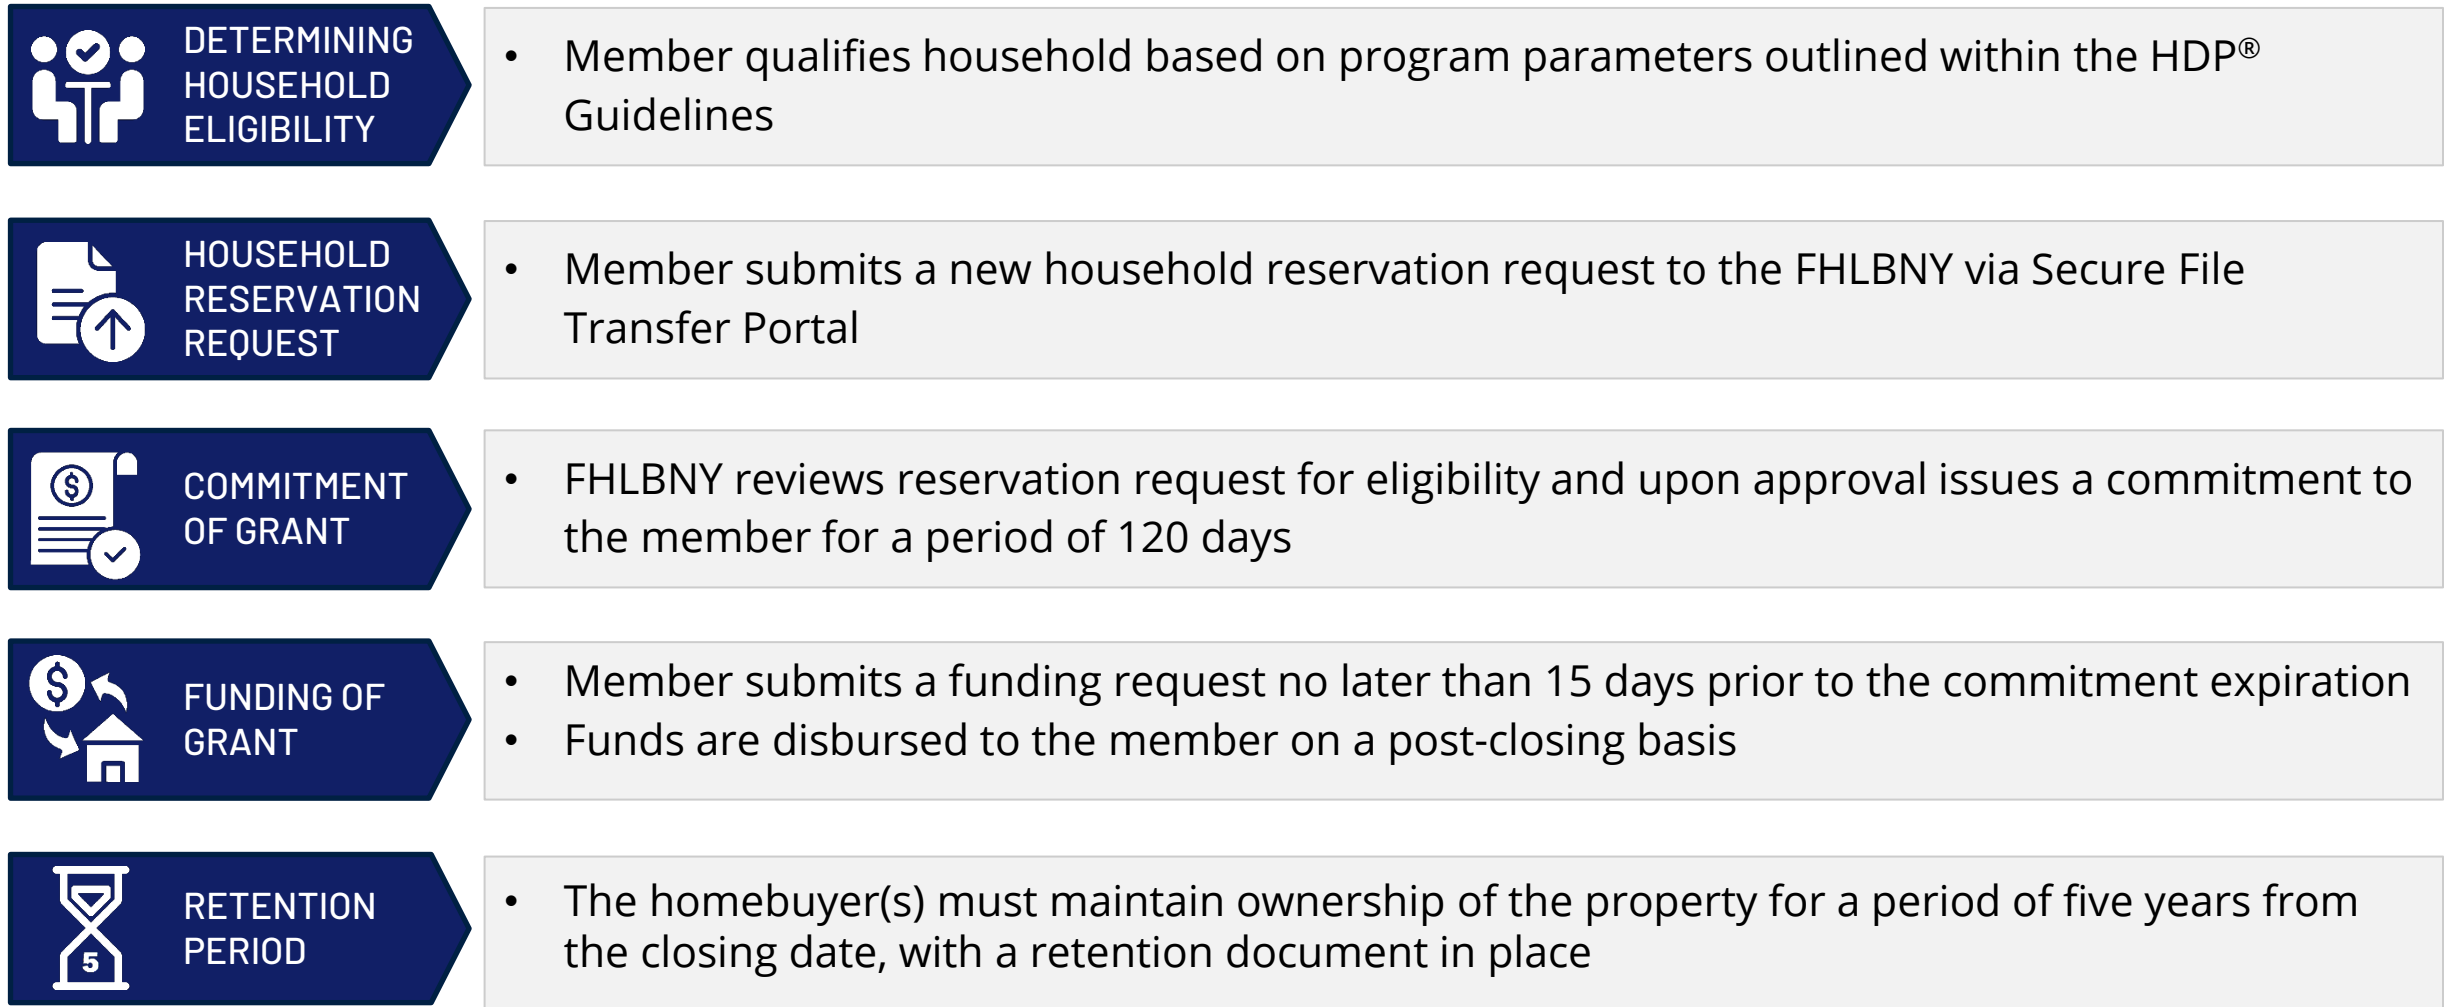 DETERMINING
HOUSEHOLD
ELIGIBILITY
• Member qualifies household based on program parameters outlined within the HDP®
Guidelines
HOUSEHOLD
RESERVATION
REQUEST
• Member submits a new household reservation request to the FHLBNY via Secure File
Transfer Portal
$
COMMITMENT
OF GRANT
• FHLBNY reviews reservation request for eligibility and upon approval issues a commitment to
the member for a period of 120 days
$
FUNDING OF
GRANT
• Member submits a funding request no later than 15 days prior to the commitment expiration
• Funds are disbursed to the member on a post-closing basis
5
RETENTION
PERIOD
• The homebuyer(s) must maintain ownership of the property for a period of five years from
the closing date, with a retention document in place